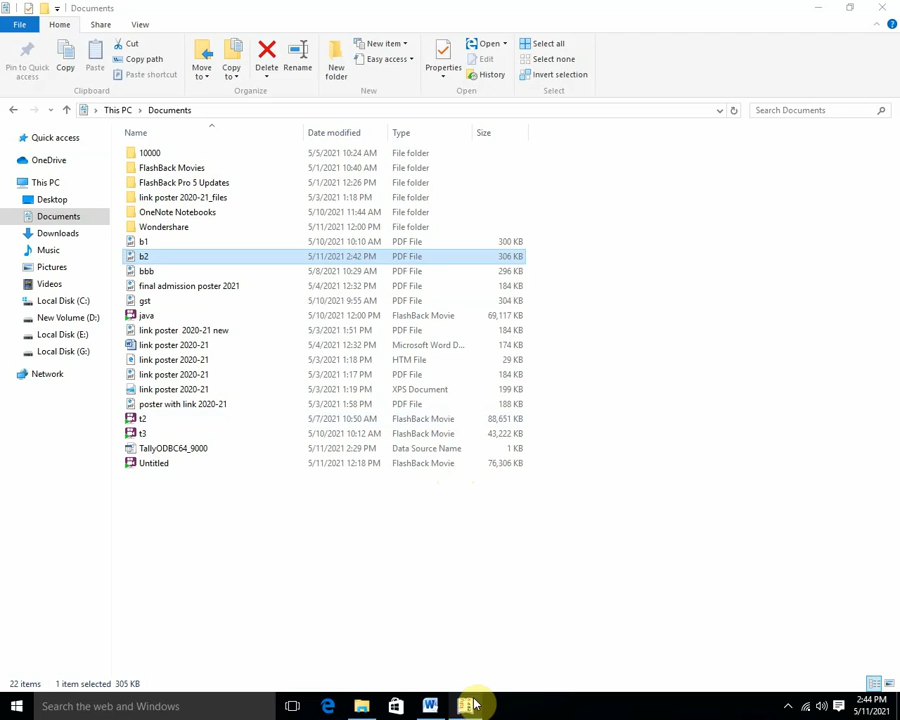 Documents
File Home Share View
Pin to Quick access
Copy
Paste
Cut
Copy path
Paste shortcut
Clipboard
Move to
Copy to
Delete
Rename
Organize
New folder
New item
Easy access
New
Properties
Open
Edit
History
Open
Select all
Select none
Invert selection
Select
This PC > Documents
Search Documents
Quick access
OneDrive
This PC
Desktop
Documents
Downloads
Music
Pictures
Videos
Local Disk (C:)
New Volume (D:)
Local Disk (E:)
Local Disk (G:)
Network
Name Date modified Type Size
10000 5/5/2021 10:24 AM File folder
FlashBack Movies 5/1/2021 10:40 AM File folder
FlashBack Pro 5 Updates 5/1/2021 12:26 PM File folder
link poster 2020-21_files 5/3/2021 1:18 PM File folder
OneNote Notebooks 5/10/2021 11:44 AM File folder
Wondershare 5/11/2021 12:00 PM File folder
b1 5/10/2021 10:10 AM PDF File 300 KB
b2 5/11/2021 2:42 PM PDF File 306 KB
bbb 5/8/2021 10:29 AM PDF File 296 KB
final admission poster 2021 5/4/2021 12:32 PM PDF File 184 KB
gst 5/10/2021 9:55 AM PDF File 304 KB
java 5/10/2021 12:00 PM FlashBack Movie 69,117 KB
link poster 2020-21 new 5/3/2021 1:51 PM PDF File 184 KB
link poster 2020-21 5/4/2021 12:32 PM Microsoft Word D... 174 KB
link poster 2020-21 5/3/2021 1:18 PM HTM File 29 KB
link poster 2020-21 5/3/2021 1:17 PM PDF File 184 KB
link poster 2020-21 5/3/2021 1:19 PM XPS Document 199 KB
poster with link 2020-21 5/3/2021 1:58 PM PDF File 188 KB
t2 5/7/2021 10:50 AM FlashBack Movie 88,651 KB
t3 5/10/2021 10:12 AM FlashBack Movie 43,222 KB
TallyODBC64_9000 5/11/2021 2:29 PM Data Source Name 1 KB
Untitled 5/11/2021 12:18 PM FlashBack Movie 76,306 KB
22 items 1 item selected 305 KB
Search the web and Windows
2:44 PM
5/11/2021